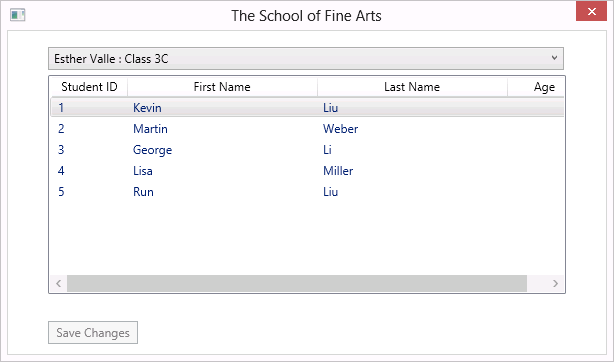 The School of Fine Arts
Esther Valle : Class 3C
Student ID First Name Last Name Age
1 Kevin Liu
2 Martin Weber
3 George Li
4 Lisa Miller
5 Run Liu
Save Changes